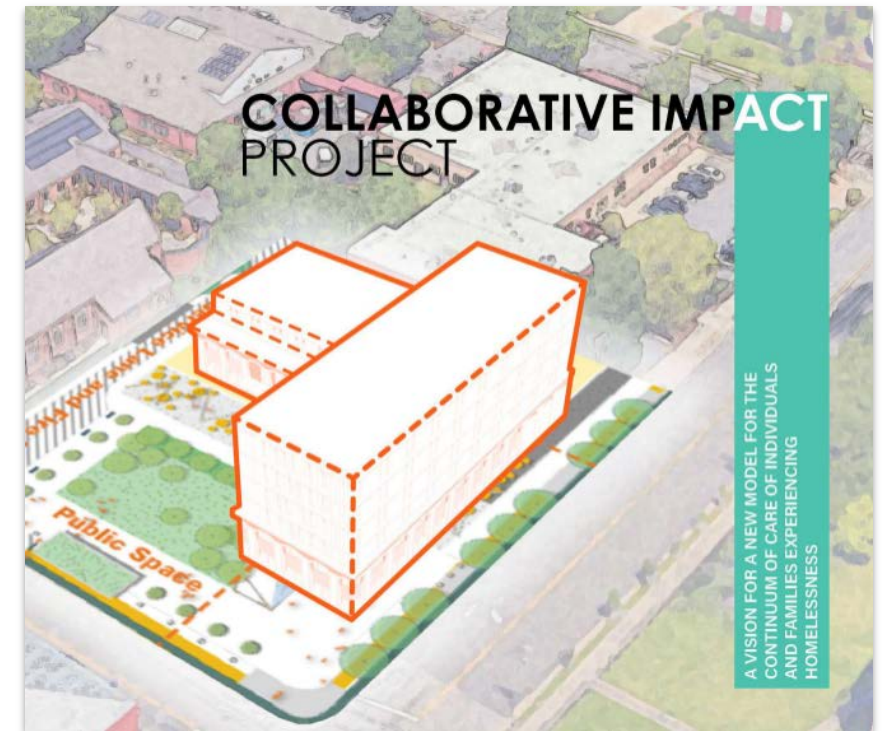 COLLABORATIVE IMPACT
PROJECT
Public Space
A VISION FOR A NEW MODEL FOR THE
CONTINUUM OF CARE OF INDIVIDUALS
AND FAMILIES EXPERIENCING
HOMELESSNESS